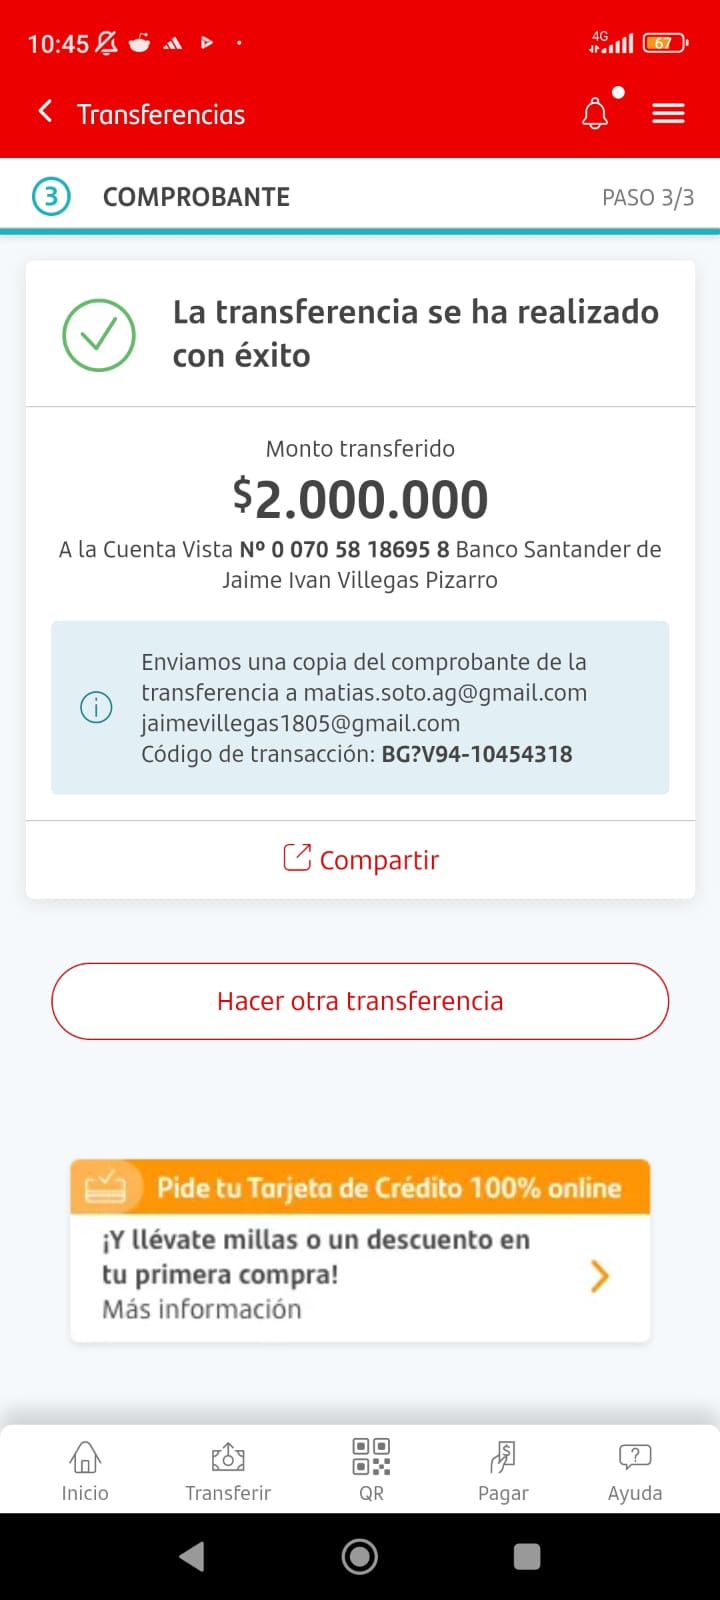 10:45
4G
67
Transferencias
3 COMPROBANTE PASO 3/3
La transferencia se ha realizado
con éxito
Monto transferido
$2.000.000
A la Cuenta Vista Nº 0 070 58 18695 8 Banco Santander de
Jaime Ivan Villegas Pizarro
Enviamos una copia del comprobante de la
transferencia a matias.soto.ag@gmail.com
jaimevillegas1805@gmail.com
Código de transacción: BG?V94-10454318
Compartir
Hacer otra transferencia
Pide tu Tarjeta de Crédito 100% online
¡Y llévate millas o un descuento en
tu primera compra!
Más información
Inicio Transferir QR Pagar Ayuda